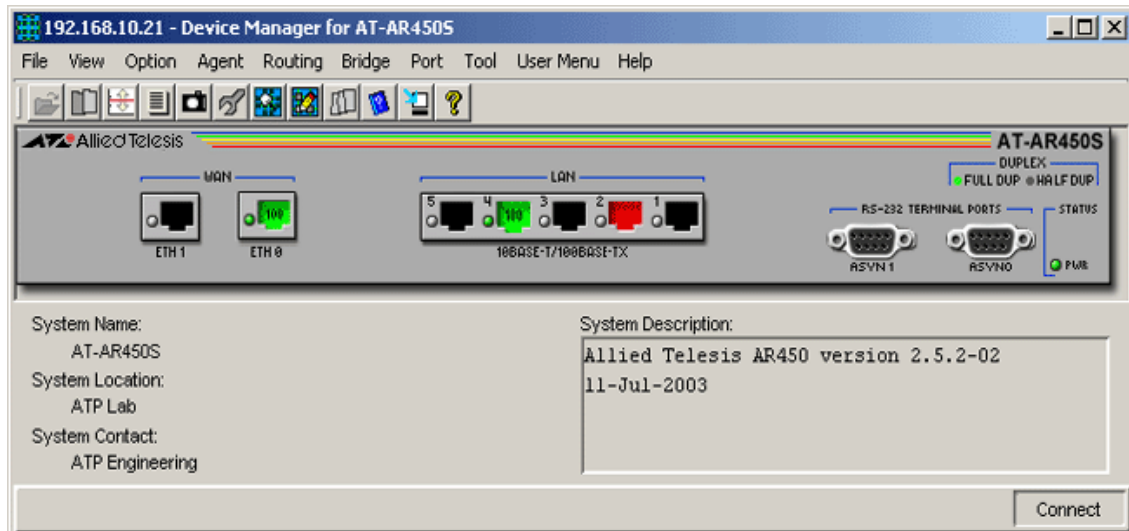 192.168.10.21 - Device Manager for AT-AR450S
File View Option Agent Routing Bridge Port Tool User Menu Help
Allied Telesis
AT-AR450S
WAN
LAN
DUPLEX
FULL DUP HALF DUP
5 4 3 2 1
100
100
RS-232 TERMINAL PORTS
STATUS
ETH 1
ETH 0
10BASE-T/100BASE-TX
ASYN 1
ASYN0
PWR
System Name:
AT-AR450S
System Location:
ATP Lab
System Contact:
ATP Engineering
System Description:
Allied Telesis AR450 version 2.5.2-02
11-Jul-2003
Connect